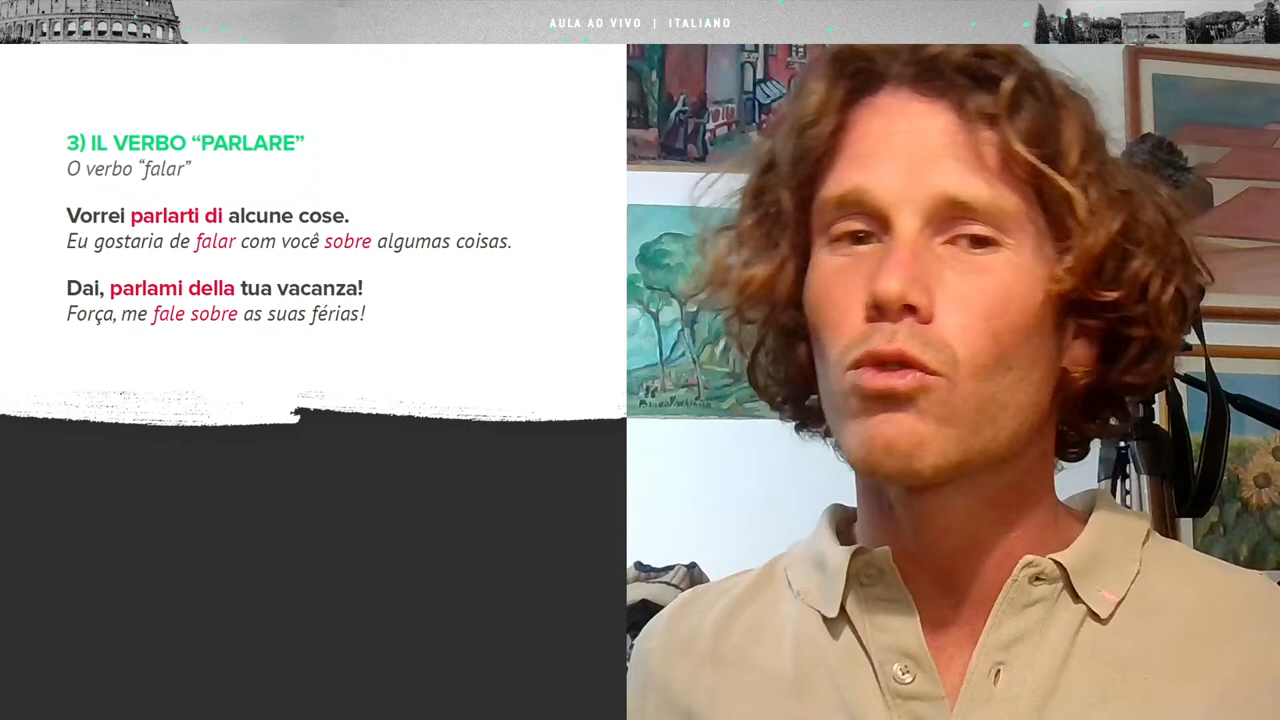 AULA AO VIVO | ITALIANO
3) IL VERBO “PARLARE”
O verbo “falar”
Vorrei parlarti di alcune cose.
Eu gostaria de falar com você sobre algumas coisas.
Dai, parlami della tua vacanza!
Força, me fale sobre as suas férias!